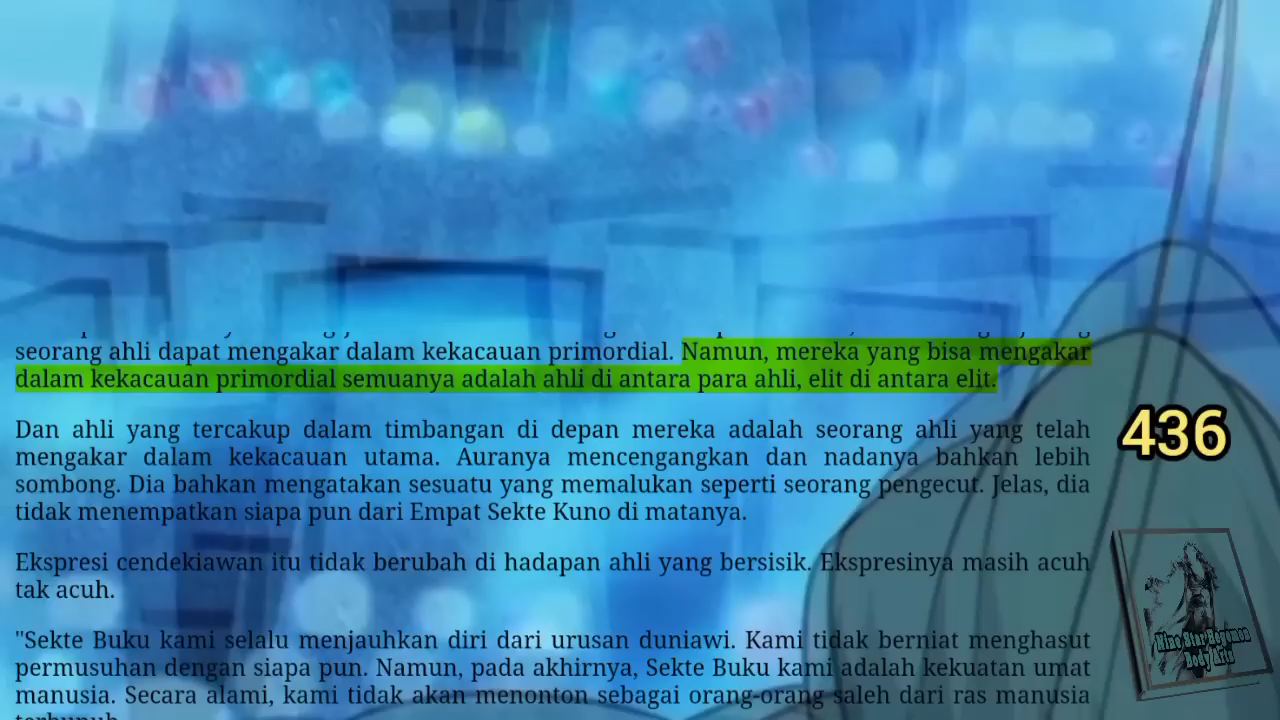 seorang ahli dapat mengakar dalam kekacauan primordial. Namun, mereka yang bisa mengakar
dalam kekacauan primordial semuanya adalah ahli di antara para ahli, elit di antara elit.
Dan ahli yang tercakup dalam timbangan di depan mereka adalah seorang ahli yang telah
mengakar dalam kekacauan utama. Auranya mencengangkan dan nadanya bahkan lebih
sombong. Dia bahkan mengatakan sesuatu yang memalukan seperti seorang pengecut. Jelas, dia
tidak menempatkan siapa pun dari Empat Sekte Kuno di matanya.
Ekspresi cendekiawan itu tidak berubah di hadapan ahli yang bersisik. Ekspresinya masih acuh
tak acuh.
"Sekte Buku kami selalu menjauhkan diri dari urusan duniawi. Kami tidak berniat menghasut
permusuhan dengan siapa pun. Namun, pada akhirnya, Sekte Buku kami adalah kekuatan umat
manusia. Secara alami, kami tidak akan menonton sebagai orang-orang saleh dari ras manusia
436
Nine Star Hegemon
Body Arts